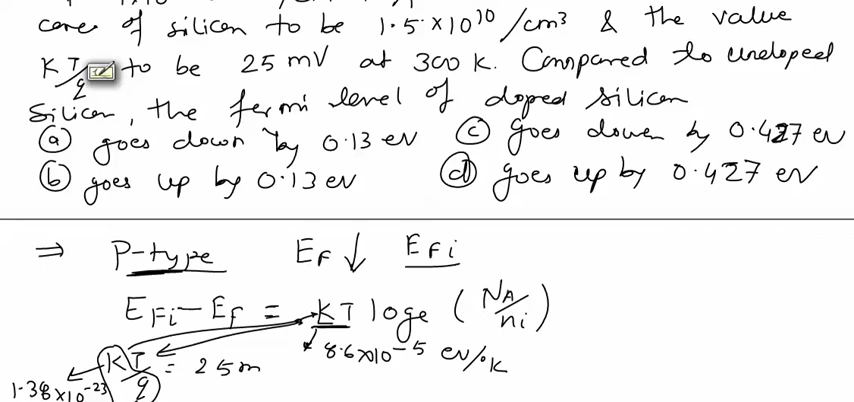 conc of silicon to be 1.5 × 10^10 /cm³ & the value
KT/q to be 25 mV at 300 K. Compared to undoped
silicon, the fermi level of doped silicon
(a) goes down by 0.13 eV (c) goes down by 0.427 eV
(b) goes up by 0.13 eV (d) goes up by 0.427 eV
⇒ P-type E_F ↓ E_Fi
E_Fi − E_F = KT loge (N_A/ni)
8.6×10^-5 eV/°K
KT/q = 25m
1.38×10^-23